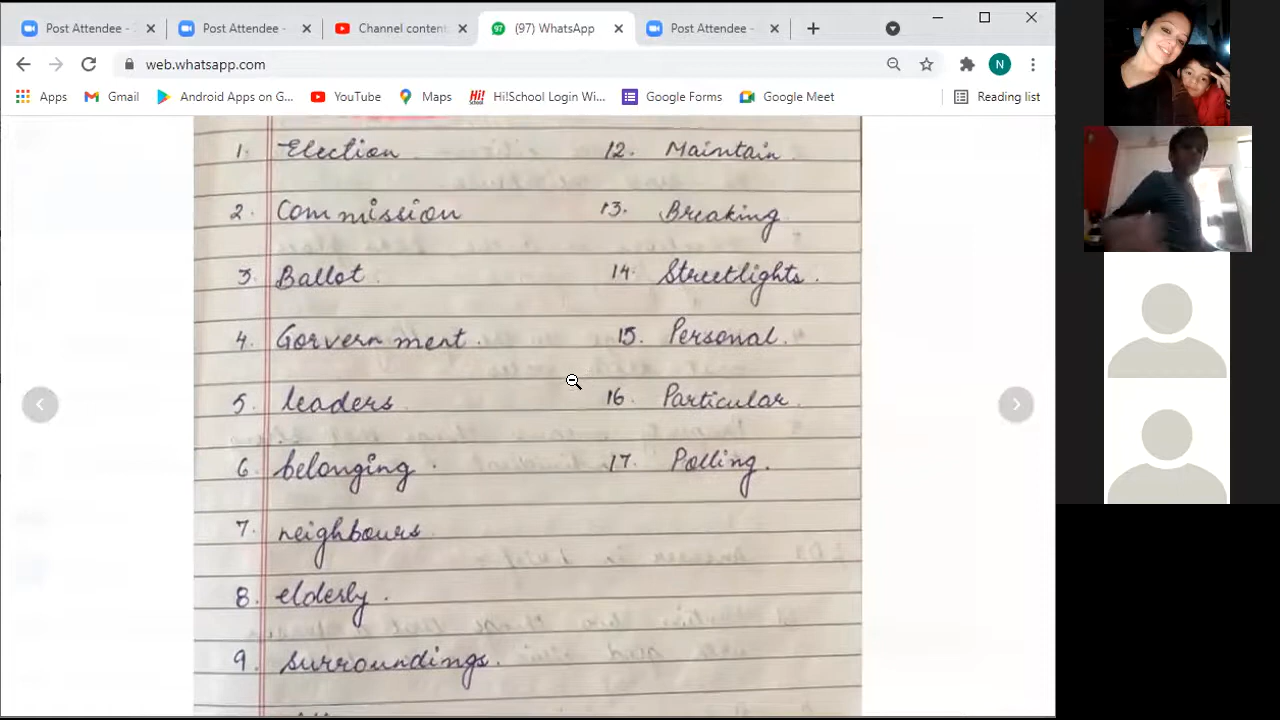 Post Attendee -
Post Attendee -
Channel content
(97) WhatsApp
Post Attendee -
web.whatsapp.com
N
Apps
Gmail
Android Apps on G...
YouTube
Maps
Hi!School Login Wi...
Google Forms
Google Meet
Reading list
1. Election
2. Commission
3. Ballot.
4. Gorvernment.
5. leaders.
6. belonging.
7. neighbours.
8. elderly.
9. surroundings.
12. Maintain.
13. Breaking.
14. Streetlights.
15. Personal.
16. Particular.
17. Polling.